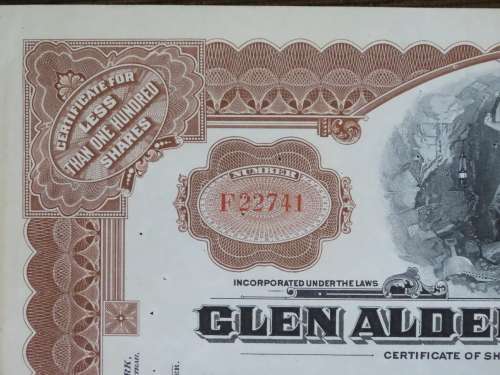 CERTIFICATE FOR
LESS
THAN ONE HUNDRED
SHARES
NUMBER
F22741
INCORPORATED UNDER THE LAWS
GLEN ALDE
CERTIFICATE OF SH